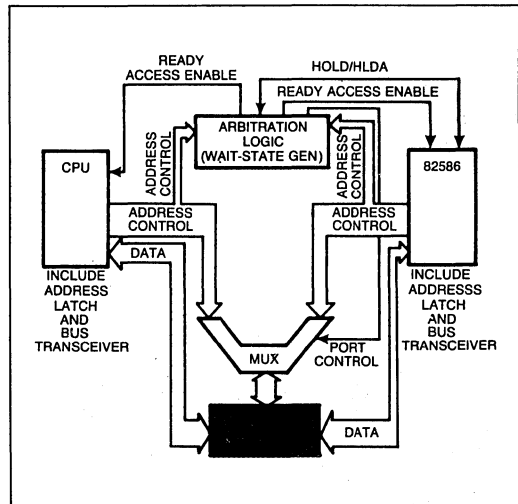 READY
ACCESS ENABLE
HOLD/HLDA
READY ACCESS ENABLE
ARBITRATION
LOGIC
(WAIT-STATE GEN)
CPU
82586
ADDRESS
CONTROL
ADDRESS
CONTROL
ADDRESS
CONTROL
ADDRESS
CONTROL
DATA
INCLUDE
ADDRESS
LATCH
AND
BUS
TRANSCEIVER
INCLUDE
ADDRESSS
LATCH
AND
BUS
TRANSCEIVER
MUX
PORT
CONTROL
DATA